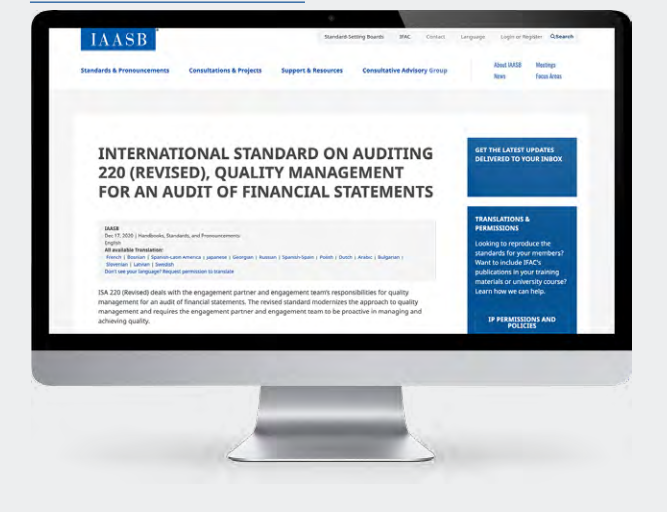 IAASB
Standard-Setting Boards IFAC Contact Language Login or Register Search
Standards & Pronouncements Consultations & Projects Support & Resources Consultative Advisory Group
About IAASB Meetings
News Focus Areas
INTERNATIONAL STANDARD ON AUDITING
220 (REVISED), QUALITY MANAGEMENT
FOR AN AUDIT OF FINANCIAL STATEMENTS
IAASB
Dec 17, 2020 | Handbooks, Standards, and Pronouncements
English
All available Translation:
French | Bosnian | Spanish-Latin America | Japanese | Georgian | Russian | Spanish-Spain | Polish | Dutch | Arabic | Bulgarian |
Slovenian | Latvian | Swedish
Don't see your language? Request permission to translate
ISA 220 (Revised) deals with the engagement partner and engagement team's responsibilities for quality
management for an audit of financial statements. The revised standard modernizes the approach to quality
management and requires the engagement partner and engagement team to be proactive in managing and
achieving quality.
GET THE LATEST UPDATES
DELIVERED TO YOUR INBOX
TRANSLATIONS &
PERMISSIONS
Looking to reproduce the
standards for your members?
Want to include IFAC's
publications in your training
materials or university course?
Learn how we can help.
IP PERMISSIONS AND
POLICIES